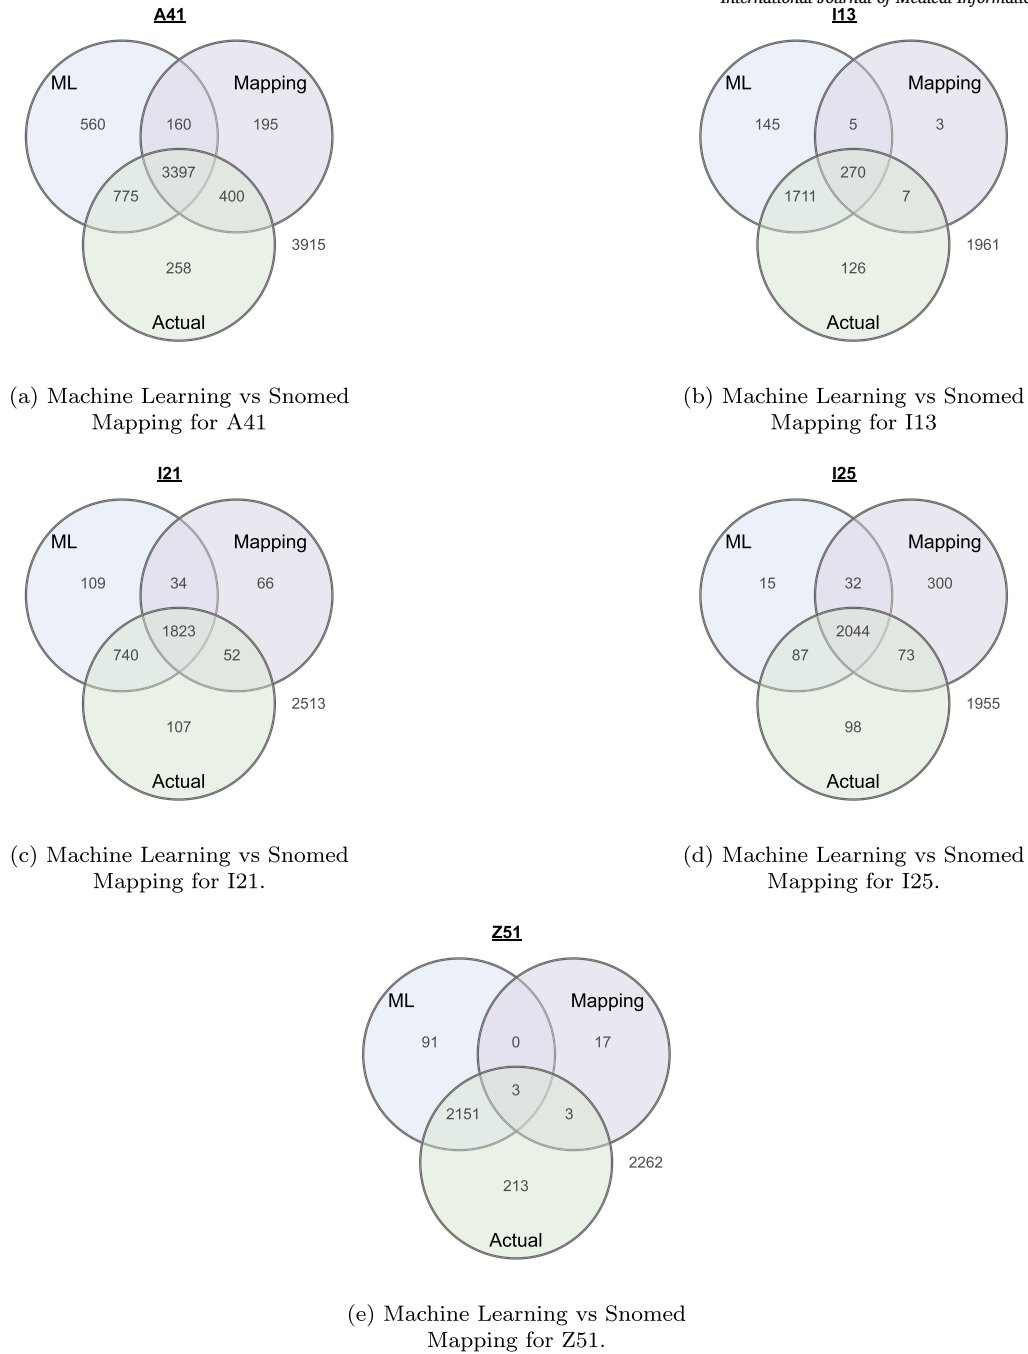 International Journal of Medical Informatic
A41
ML
Mapping
560
160
195
3397
775
400
3915
258
Actual
(a) Machine Learning vs Snomed
Mapping for A41
I13
ML
Mapping
145
5
3
270
1711
7
1961
126
Actual
(b) Machine Learning vs Snomed
Mapping for I13
I21
ML
Mapping
109
34
66
1823
740
52
2513
107
Actual
(c) Machine Learning vs Snomed
Mapping for I21.
I25
ML
Mapping
15
32
300
2044
87
73
1955
98
Actual
(d) Machine Learning vs Snomed
Mapping for I25.
Z51
ML
Mapping
91
0
17
3
2151
3
2262
213
Actual
(e) Machine Learning vs Snomed
Mapping for Z51.